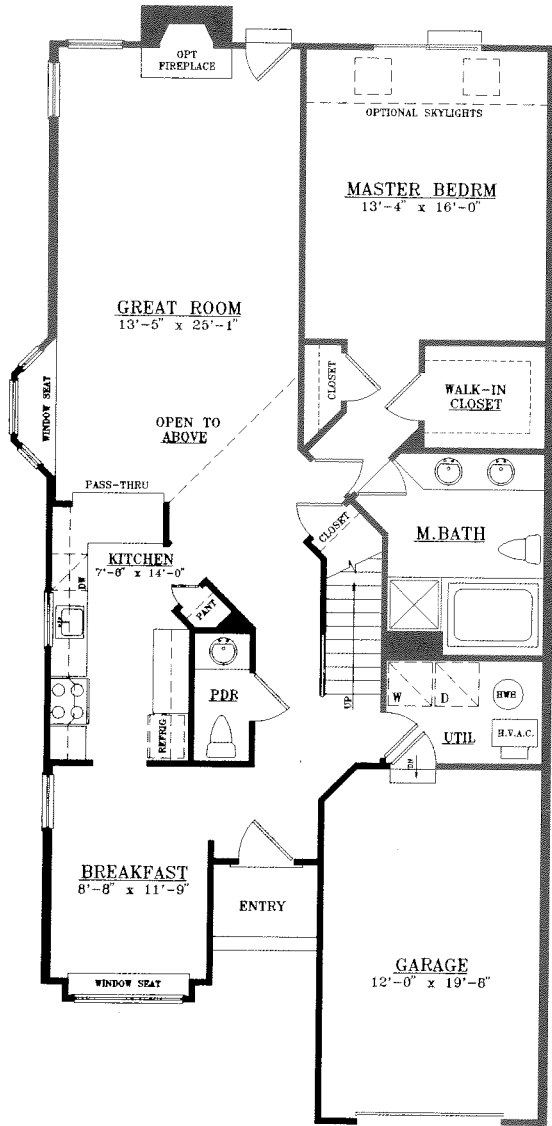 OPT
FIREPLACE
OPTIONAL SKYLIGHTS
MASTER BEDRM
13'-4" x 16'-0"
GREAT ROOM
13'-5" x 25'-1"
CLOSET
WALK-IN
CLOSET
WINDOW SEAT
OPEN TO
ABOVE
PASS-THRU
CLOSET
M.BATH
KITCHEN
7'-6" x 14'-0"
DW
PANT
PDR
REFRIG
UP
W
D
HWH
H.V.A.C.
UTIL
DN
BREAKFAST
8'-8" x 11'-9"
ENTRY
WINDOW SEAT
GARAGE
12'-0" x 19'-8"